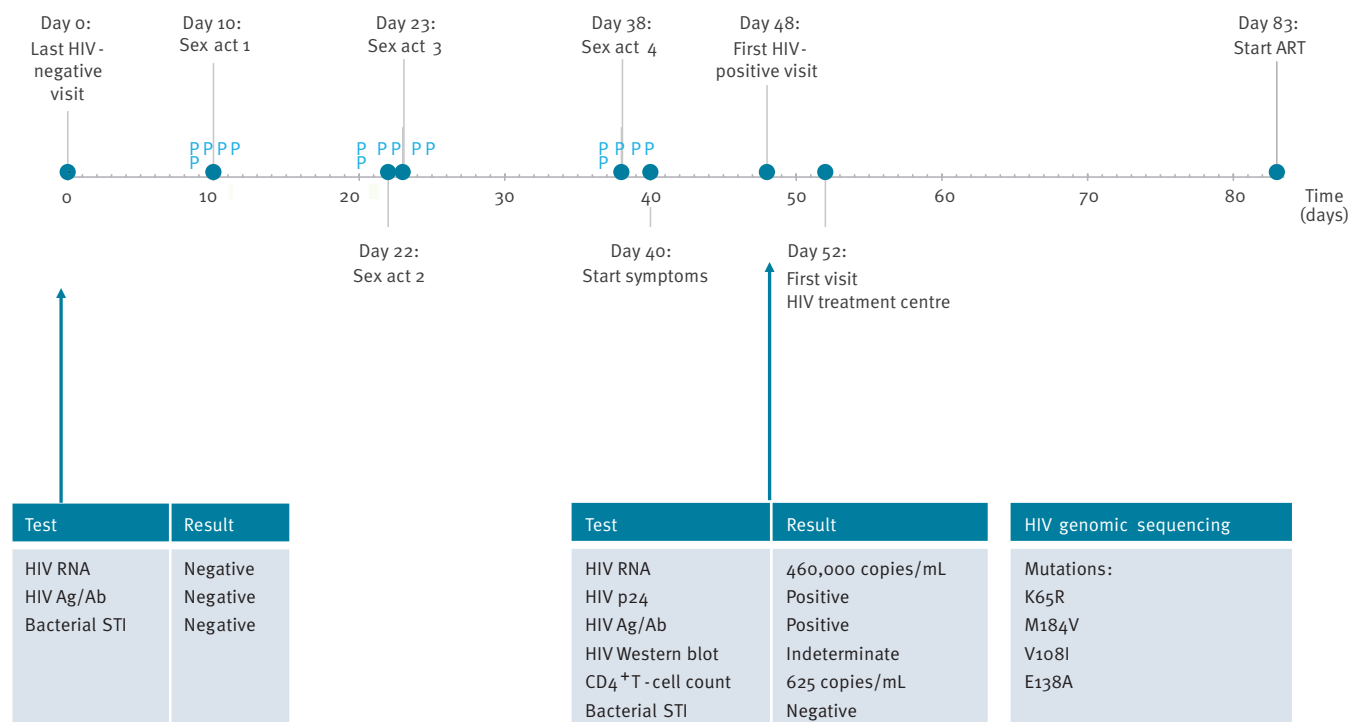 Day 0:
Last HIV-
negative
visit
Day 10:
Sex act 1
Day 23:
Sex act 3
Day 38:
Sex act 4
Day 48:
First HIV-
positive visit
Day 83:
Start ART
P P P P
P
P P P P P
P
P P P P
P
0 10 20 30 40 50 60 70 80
Time
(days)
Day 22:
Sex act 2
Day 40:
Start symptoms
Day 52:
First visit
HIV treatment centre
Test Result
HIV RNA Negative
HIV Ag/Ab Negative
Bacterial STI Negative
Test Result
HIV RNA 460,000 copies/mL
HIV p24 Positive
HIV Ag/Ab Positive
HIV Western blot Indeterminate
CD4+T-cell count 625 copies/mL
Bacterial STI Negative
HIV genomic sequencing
Mutations:
K65R
M184V
V108I
E138A